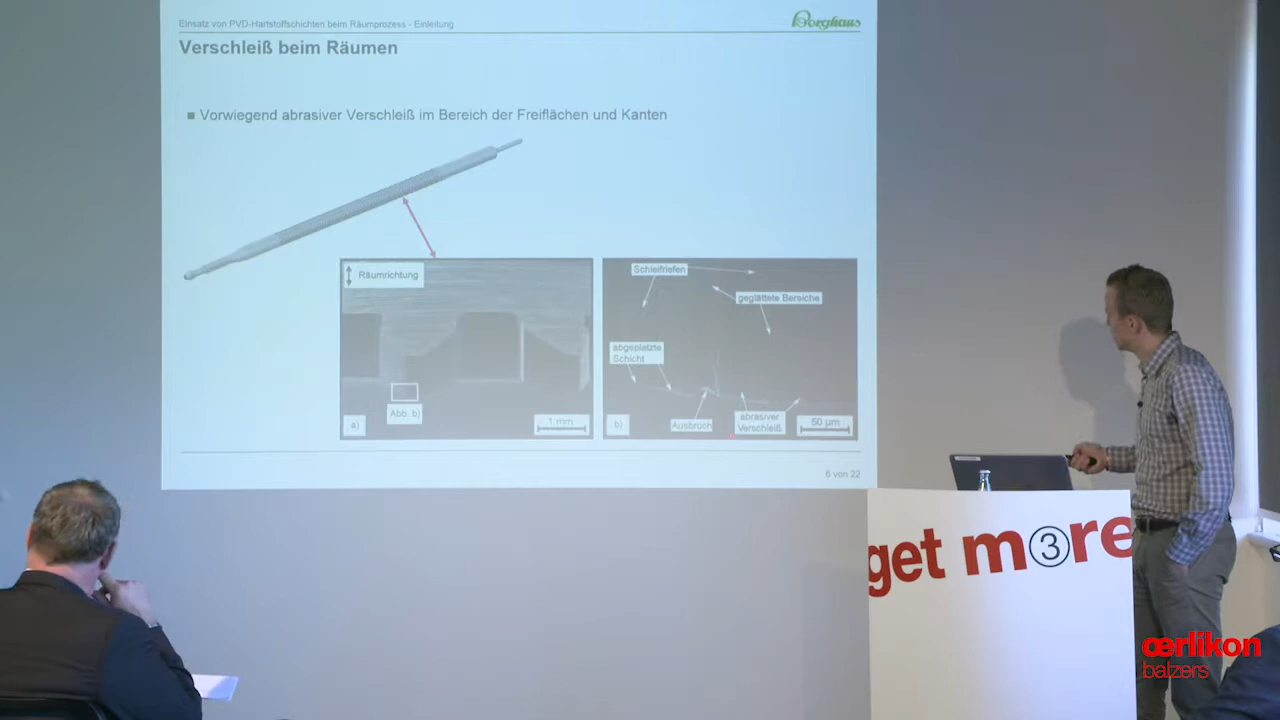 Einsatz von PVD-Hartstoffschichten beim Räumprozess - Einleitung
Borghaus
Verschleiß beim Räumen
Vorwiegend abrasiver Verschleiß im Bereich der Freiflächen und Kanten
Räumrichtung
Abb. b)
a)
1 mm
Schleifriefen
geglättete Bereiche
abgeplatzte
Schicht
Ausbruch
abrasiver
Verschleiß
b)
50 µm
6 von 22
get m3re
oerlikon
balzers